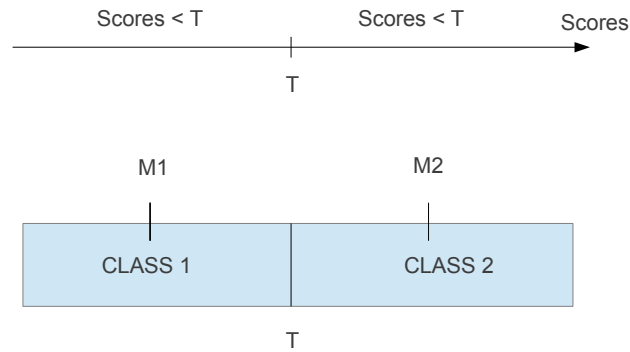 Scores < T
Scores < T
Scores
T
M1
M2
CLASS 1
CLASS 2
T